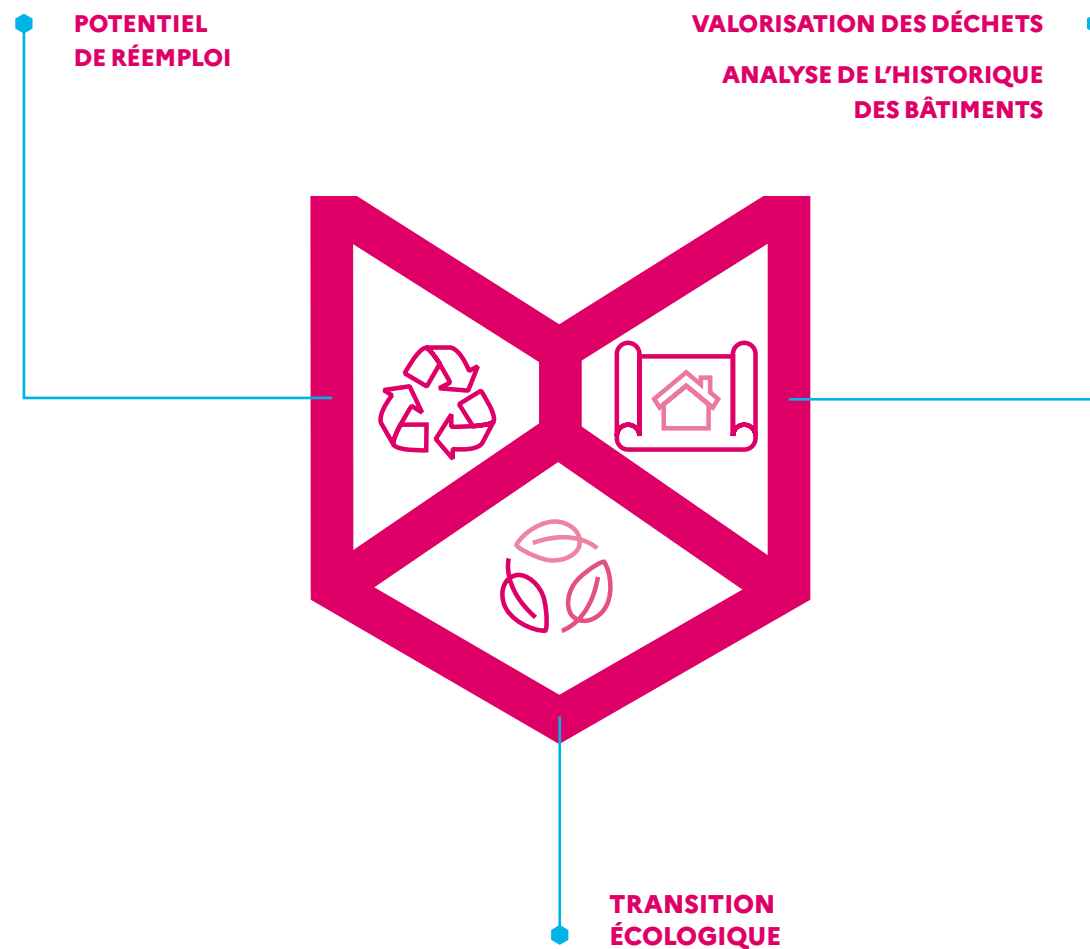 POTENTIEL
DE RÉEMPLOI
VALORISATION DES DÉCHETS
ANALYSE DE L’HISTORIQUE
DES BÂTIMENTS
TRANSITION
ÉCOLOGIQUE